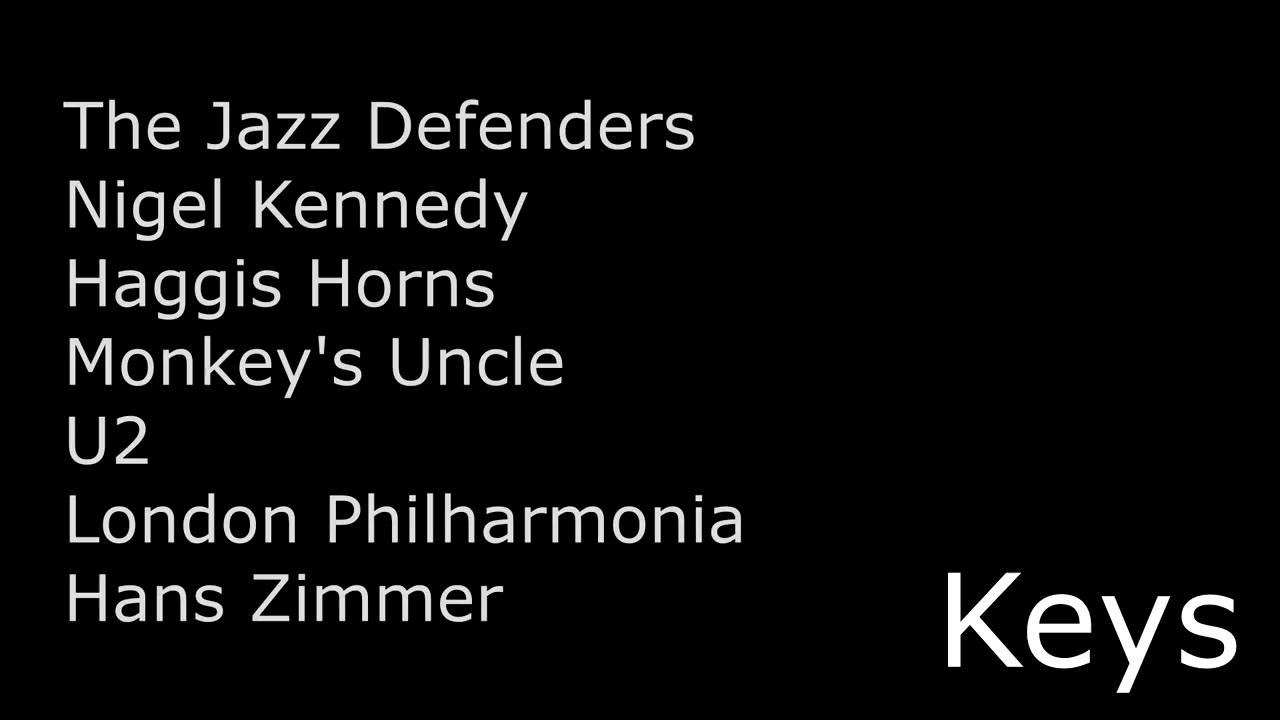 The Jazz Defenders
Nigel Kennedy
Haggis Horns
Monkey's Uncle
U2
London Philharmonia
Hans Zimmer
Keys